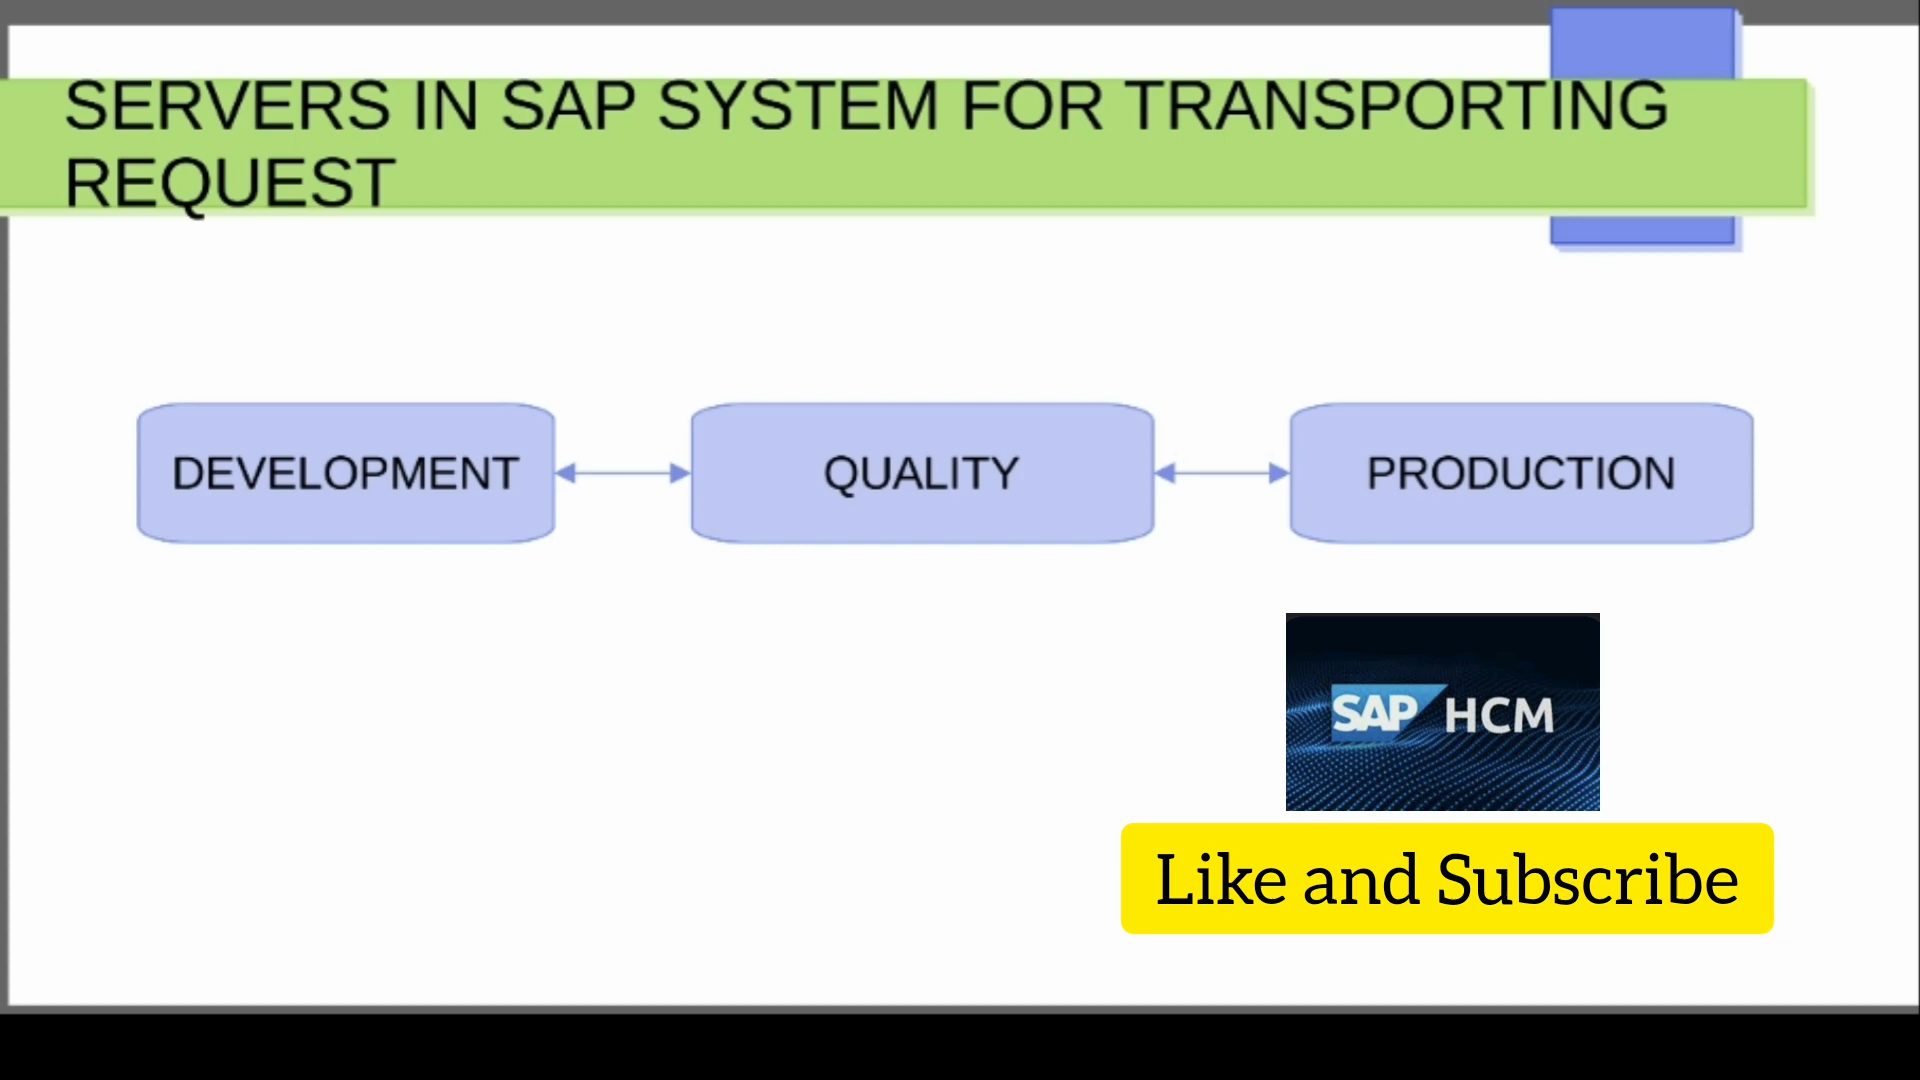 SERVERS IN SAP SYSTEM FOR TRANSPORTING
REQUEST
DEVELOPMENT
QUALITY
PRODUCTION
SAP HCM
Like and Subscribe